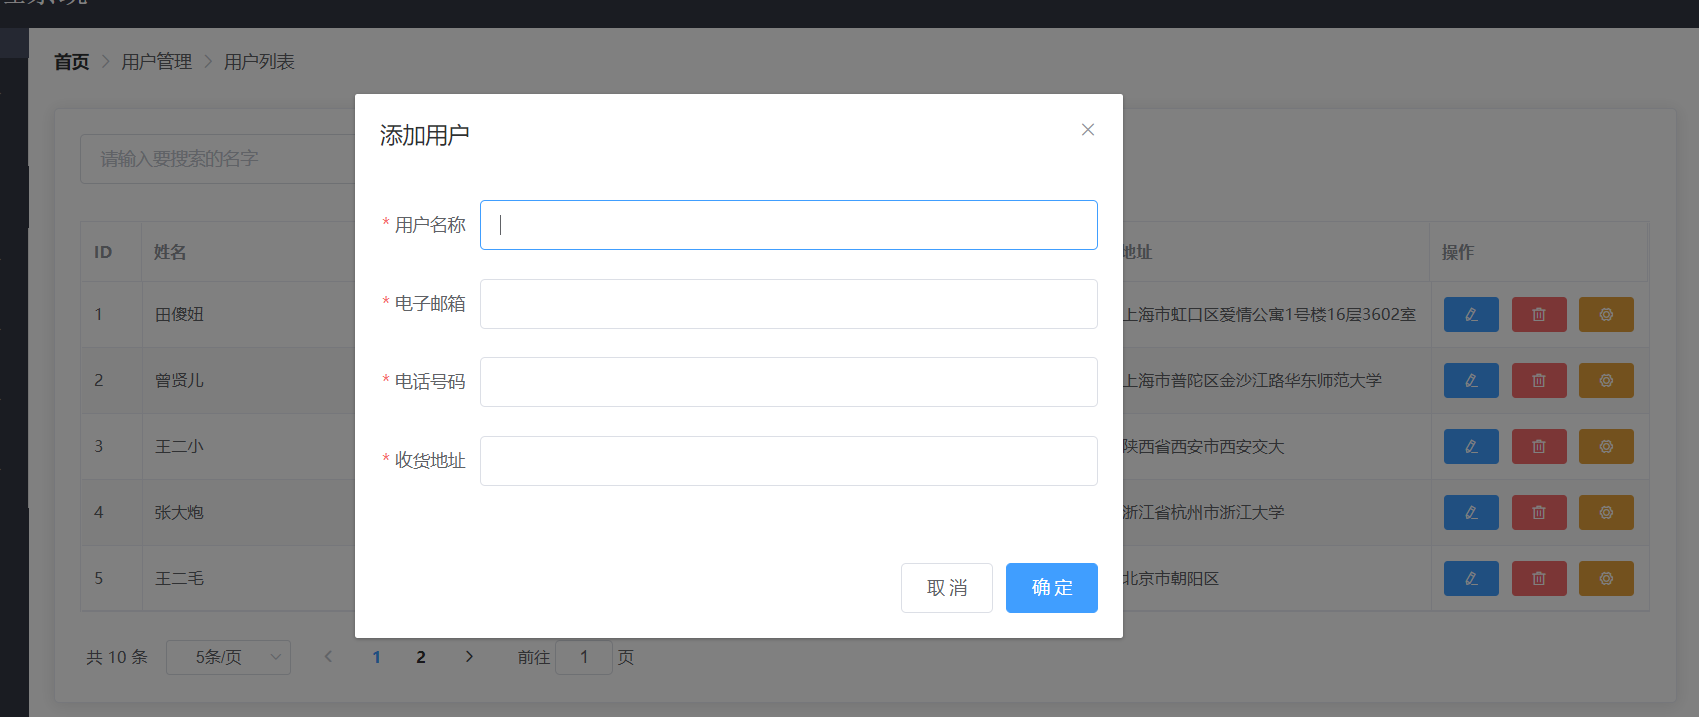 首页 > 用户管理 > 用户列表
添加用户
请输入要搜索的名字
* 用户名称
* 电子邮箱
* 电话号码
* 收货地址
取消 确定
ID 姓名 地址 操作
1 田傻妞 上海市虹口区爱情公寓1号楼16层3602室
2 曾贤儿 上海市普陀区金沙江路华东师范大学
3 王二小 陕西省西安市西安交大
4 张大炮 浙江省杭州市浙江大学
5 王二毛 北京市朝阳区
共 10 条 5条/页 1 2 前往 1 页